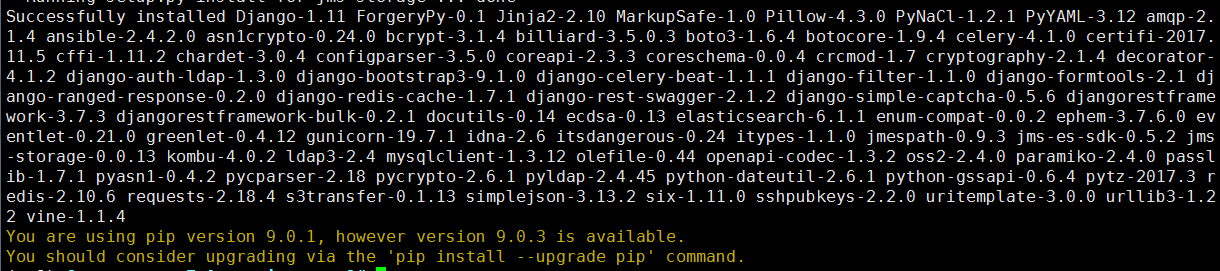 Successfully installed Django-1.11 ForgeryPy-0.1 Jinja2-2.10 MarkupSafe-1.0 Pillow-4.3.0 PyNaCl-1.2.1 PyYAML-3.12 amqp-2.
1.4 ansible-2.4.2.0 asn1crypto-0.24.0 bcrypt-3.1.4 billiard-3.5.0.3 boto3-1.6.4 botocore-1.9.4 celery-4.1.0 certifi-2017.
11.5 cffi-1.11.2 chardet-3.0.4 configparser-3.5.0 coreapi-2.3.3 coreschema-0.0.4 crcmod-1.7 cryptography-2.1.4 decorator-
4.1.2 django-auth-ldap-1.3.0 django-bootstrap3-9.1.0 django-celery-beat-1.1.1 django-filter-1.1.0 django-formtools-2.1 dj
ango-ranged-response-0.2.0 django-redis-cache-1.7.1 django-rest-swagger-2.1.2 django-simple-captcha-0.5.6 djangorestframe
work-3.7.3 djangorestframework-bulk-0.2.1 docutils-0.14 ecdsa-0.13 elasticsearch-6.1.1 enum-compat-0.0.2 ephem-3.7.6.0 ev
entlet-0.21.0 greenlet-0.4.12 gunicorn-19.7.1 idna-2.6 itsdangerous-0.24 itypes-1.1.0 jmespath-0.9.3 jms-es-sdk-0.5.2 jms
-storage-0.0.13 kombu-4.0.2 ldap3-2.4 mysqlclient-1.3.12 olefile-0.44 openapi-codec-1.3.2 oss2-2.4.0 paramiko-2.4.0 passl
ib-1.7.1 pyasn1-0.4.2 pycparser-2.18 pycrypto-2.6.1 pyldap-2.4.45 python-dateutil-2.6.1 python-gssapi-0.6.4 pytz-2017.3 r
edis-2.10.6 requests-2.18.4 s3transfer-0.1.13 simplejson-3.13.2 six-1.11.0 sshpubkeys-2.2.0 uritemplate-3.0.0 urllib3-1.2
2 vine-1.1.4
You are using pip version 9.0.1, however version 9.0.3 is available.
You should consider upgrading via the 'pip install --upgrade pip' command.